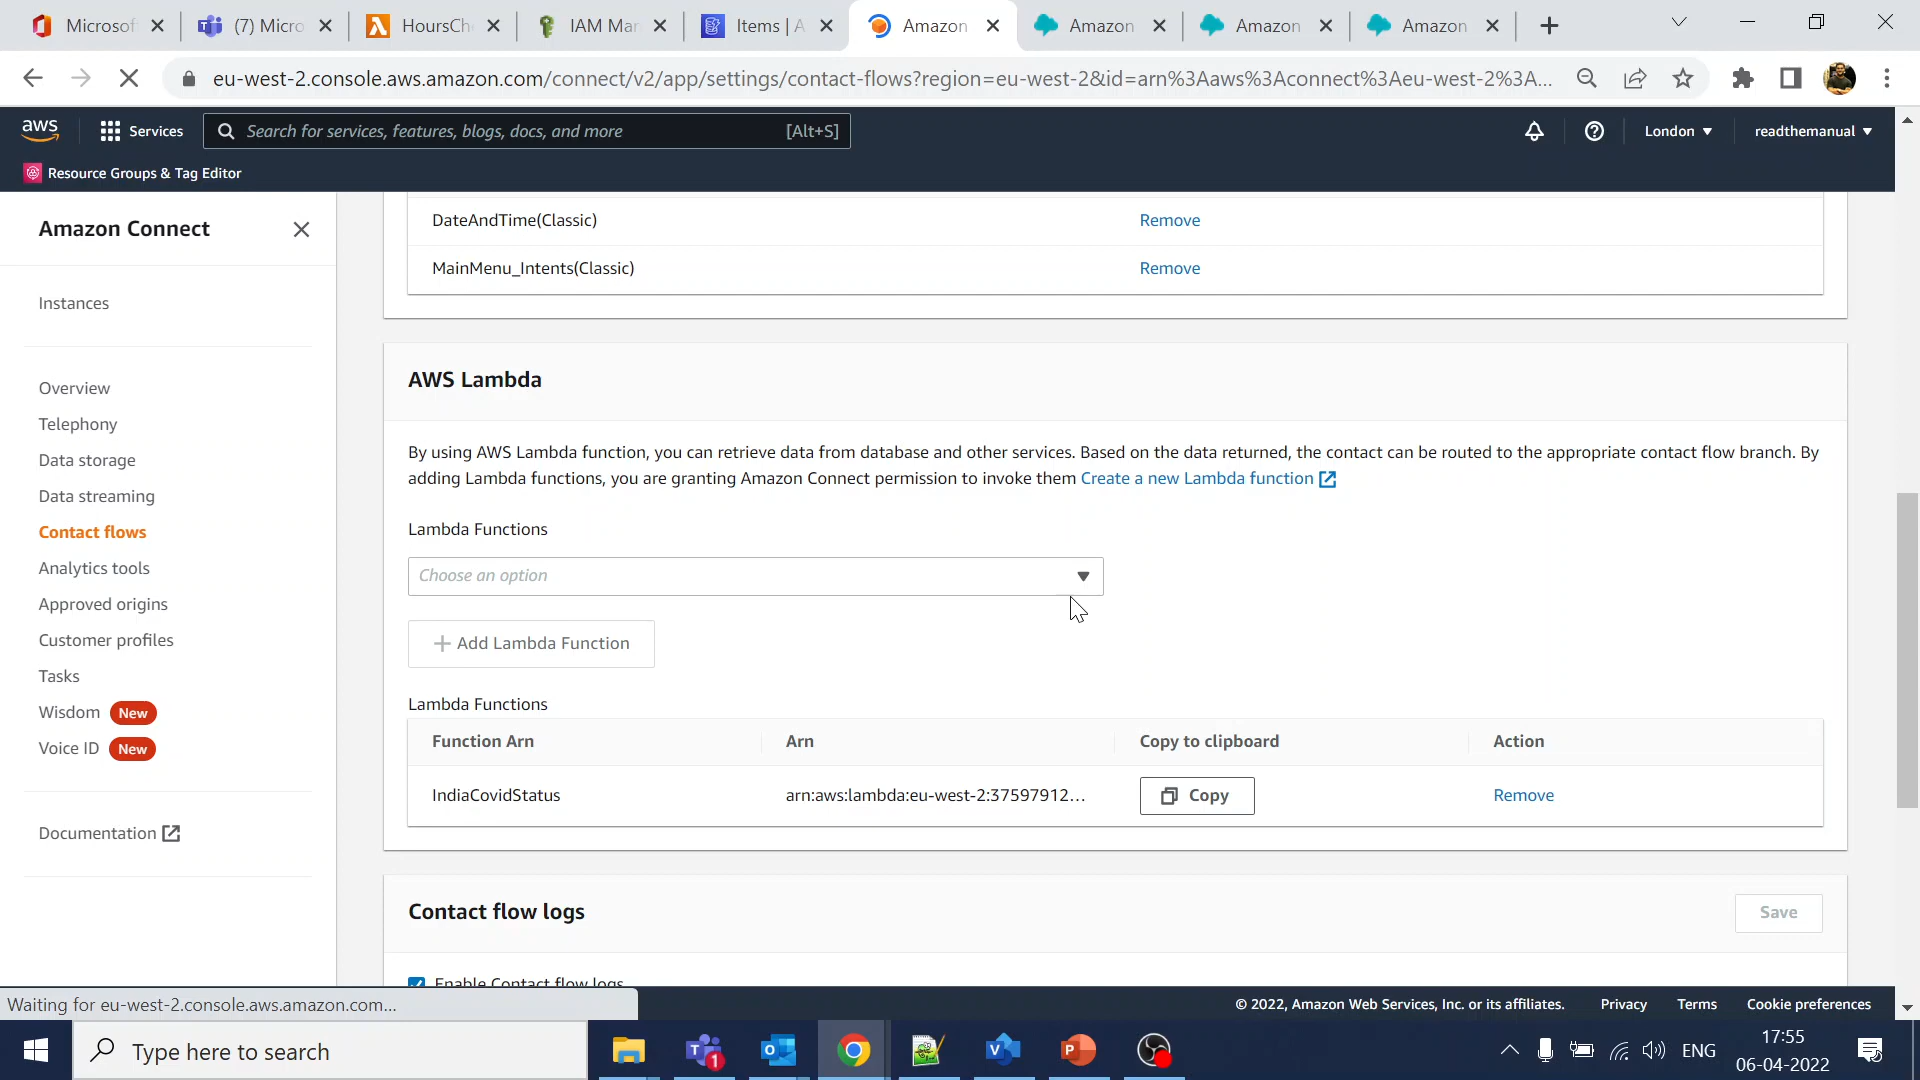 Microsof
(7) Micro
HoursCh
IAM Mar
Items | A
Amazon
Amazon
Amazon
Amazon
eu-west-2.console.aws.amazon.com/connect/v2/app/settings/contact-flows?region=eu-west-2&id=arn%3Aaws%3Aconnect%3Aeu-west-2%3A...
aws
Services
Search for services, features, blogs, docs, and more
[Alt+S]
London
readthemanual
Resource Groups & Tag Editor
Amazon Connect
Instances
Overview
Telephony
Data storage
Data streaming
Contact flows
Analytics tools
Approved origins
Customer profiles
Tasks
Wisdom New
Voice ID New
Documentation
DateAndTime(Classic) Remove
MainMenu_Intents(Classic) Remove
AWS Lambda
By using AWS Lambda function, you can retrieve data from database and other services. Based on the data returned, the contact can be routed to the appropriate contact flow branch. By
adding Lambda functions, you are granting Amazon Connect permission to invoke them Create a new Lambda function
Lambda Functions
Choose an option
Add Lambda Function
Lambda Functions
Function Arn Arn Copy to clipboard Action
IndiaCovidStatus arn:aws:lambda:eu-west-2:37597912... Copy Remove
Contact flow logs
Save
Enable Contact flow logs
Waiting for eu-west-2.console.aws.amazon.com...
© 2022, Amazon Web Services, Inc. or its affiliates. Privacy Terms Cookie preferences
Type here to search
1
ENG
17:55
06-04-2022